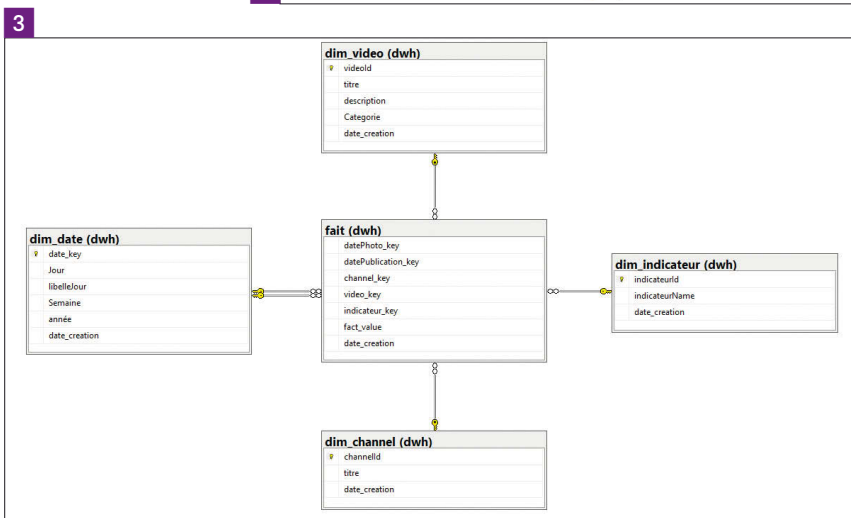 3
dim_video (dwh)
videoId
titre
description
Categorie
date_creation
dim_date (dwh)
date_key
Jour
libelleJour
Semaine
année
date_creation
fait (dwh)
datePhoto_key
datePublication_key
channel_key
video_key
indicateur_key
fact_value
date_creation
dim_indicateur (dwh)
indicateurId
indicateurName
date_creation
dim_channel (dwh)
channelId
titre
date_creation